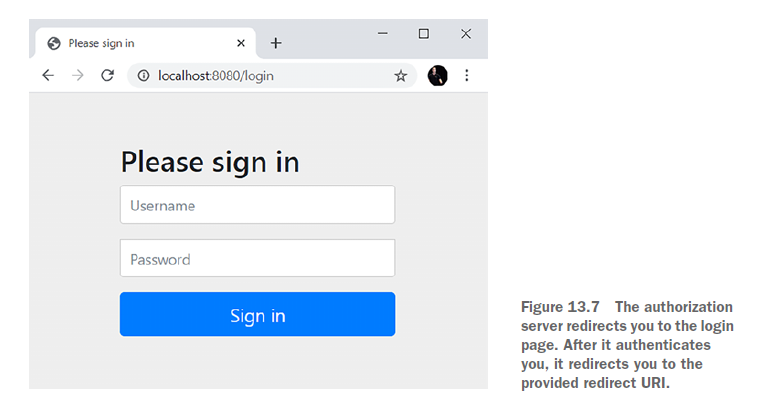 Please sign in
localhost:8080/login
Please sign in
Username
Password
Sign in
Figure 13.7 The authorization
server redirects you to the login
page. After it authenticates
you, it redirects you to the
provided redirect URI.